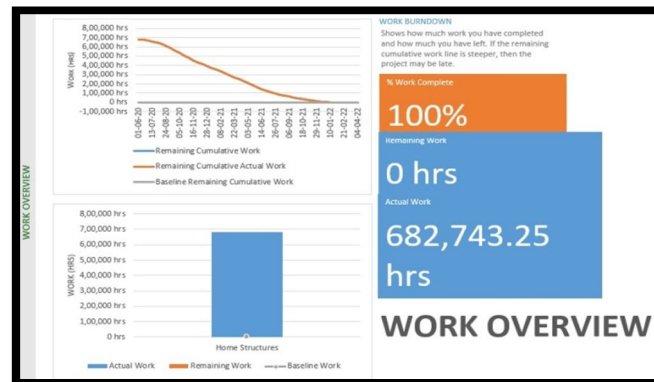 WORK OVERVIEW
8,00,000 hrs
7,00,000 hrs
6,00,000 hrs
5,00,000 hrs
4,00,000 hrs
3,00,000 hrs
2,00,000 hrs
1,00,000 hrs
0 hrs
-1,00,000 hrs
WORK (HRS)
01-06-20
13-07-20
24-08-20
05-10-20
16-11-20
28-12-20
08-02-21
22-03-21
03-05-21
14-06-21
26-07-21
06-09-21
18-10-21
29-11-21
10-01-22
21-02-22
04-04-22
Remaining Cumulative Work
Remaining Cumulative Actual Work
Baseline Remaining Cumulative Work
8,00,000 hrs
7,00,000 hrs
6,00,000 hrs
5,00,000 hrs
4,00,000 hrs
3,00,000 hrs
2,00,000 hrs
1,00,000 hrs
0 hrs
WORK (HRS)
Home Structures
Actual Work Remaining Work Baseline Work
WORK BURNDOWN
Shows how much work you have completed
and how much you have left. If the remaining
cumulative work line is steeper, then the
project may be late.
% Work Complete
100%
Remaining Work
0 hrs
Actual Work
682,743.25
hrs
WORK OVERVIEW